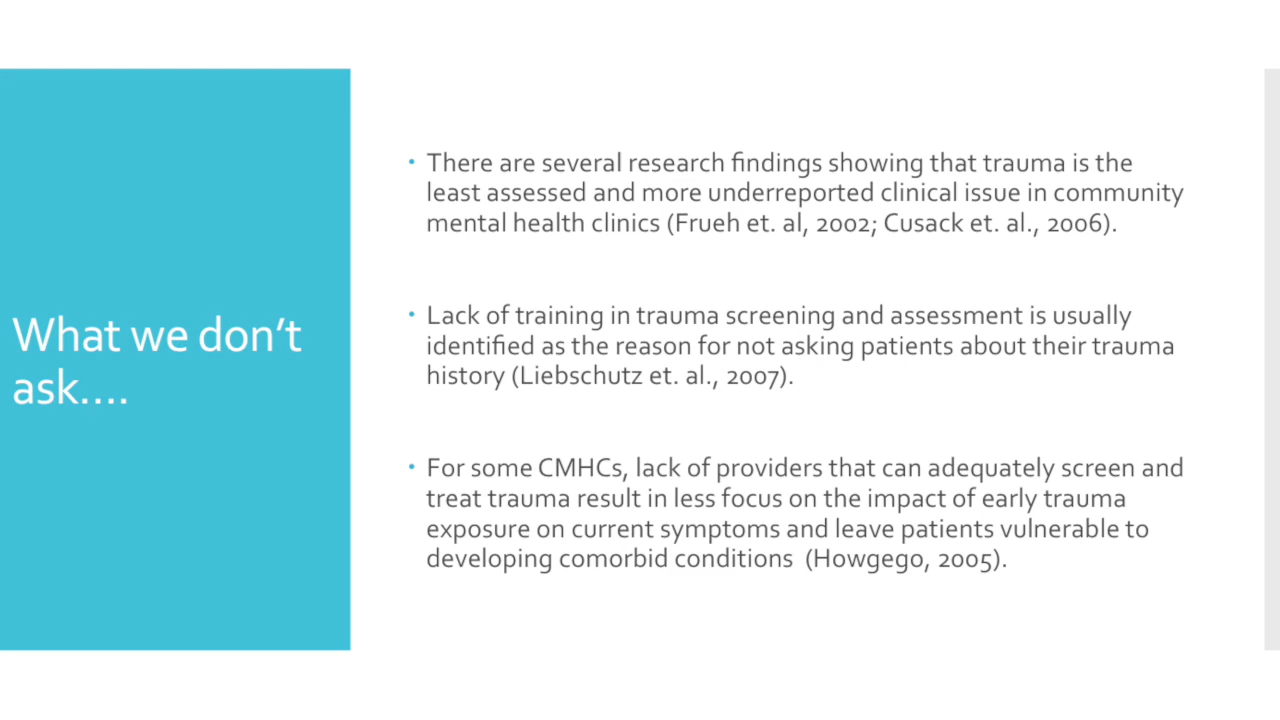 What we don’t
ask....
• There are several research findings showing that trauma is the
least assessed and more underreported clinical issue in community
mental health clinics (Frueh et. al, 2002; Cusack et. al., 2006).
• Lack of training in trauma screening and assessment is usually
identified as the reason for not asking patients about their trauma
history (Liebschutz et. al., 2007).
• For some CMHCs, lack of providers that can adequately screen and
treat trauma result in less focus on the impact of early trauma
exposure on current symptoms and leave patients vulnerable to
developing comorbid conditions  (Howgego, 2005).